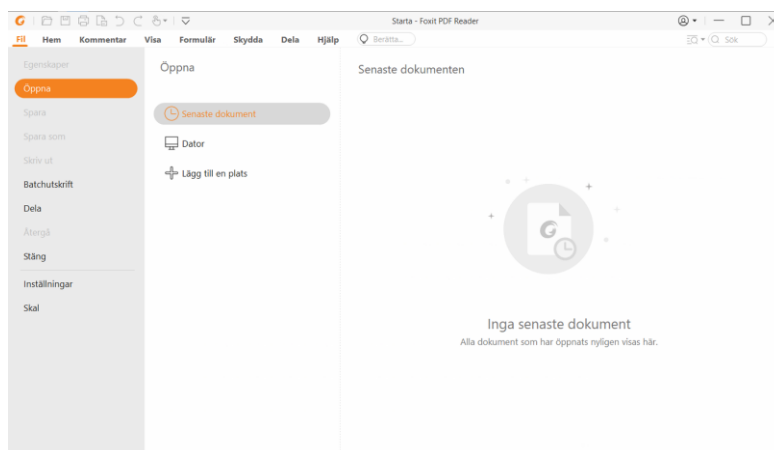 Starta - Foxit PDF Reader
Fil Hem Kommentar Visa Formulär Skydda Dela Hjälp Berätta... Sök
Egenskaper
Öppna
Spara
Spara som
Skriv ut
Batchutskrift
Dela
Återgå
Stäng
Inställningar
Skal
Öppna
Senaste dokument
Dator
Lägg till en plats
Senaste dokumenten
Inga senaste dokument
Alla dokument som har öppnats nyligen visas här.